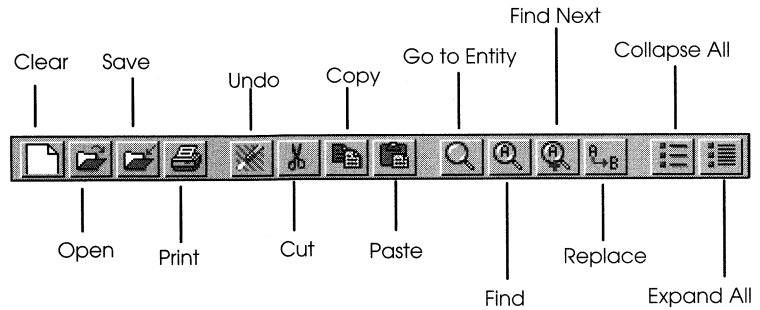 Find Next
Go to Entity
Collapse All
Clear
Save
Undo
Copy
A
A
A
B
Open
Print
Cut
Paste
Replace
Find
Expand All